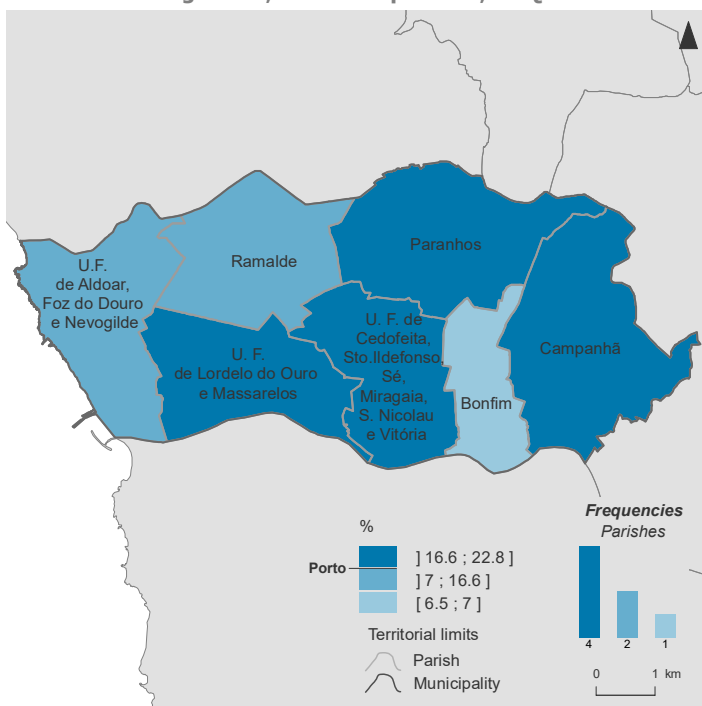 Paranhos
Ramalde
U.F.
de Aldoar,
Foz do Douro
e Nevogilde
U. F. de
Cedofeita,
Sto.Ildefonso,
Sé,
Miragaia,
S. Nicolau
e Vitória
Campanhã
U. F.
de Lordelo do Ouro
e Massarelos
Bonfim
%
Porto
] 16.6 ; 22.8 ]
] 7 ; 16.6 ]
[ 6.5 ; 7 ]
Territorial limits
Parish
Municipality
Frequencies
Parishes
4 2 1
0 1 km